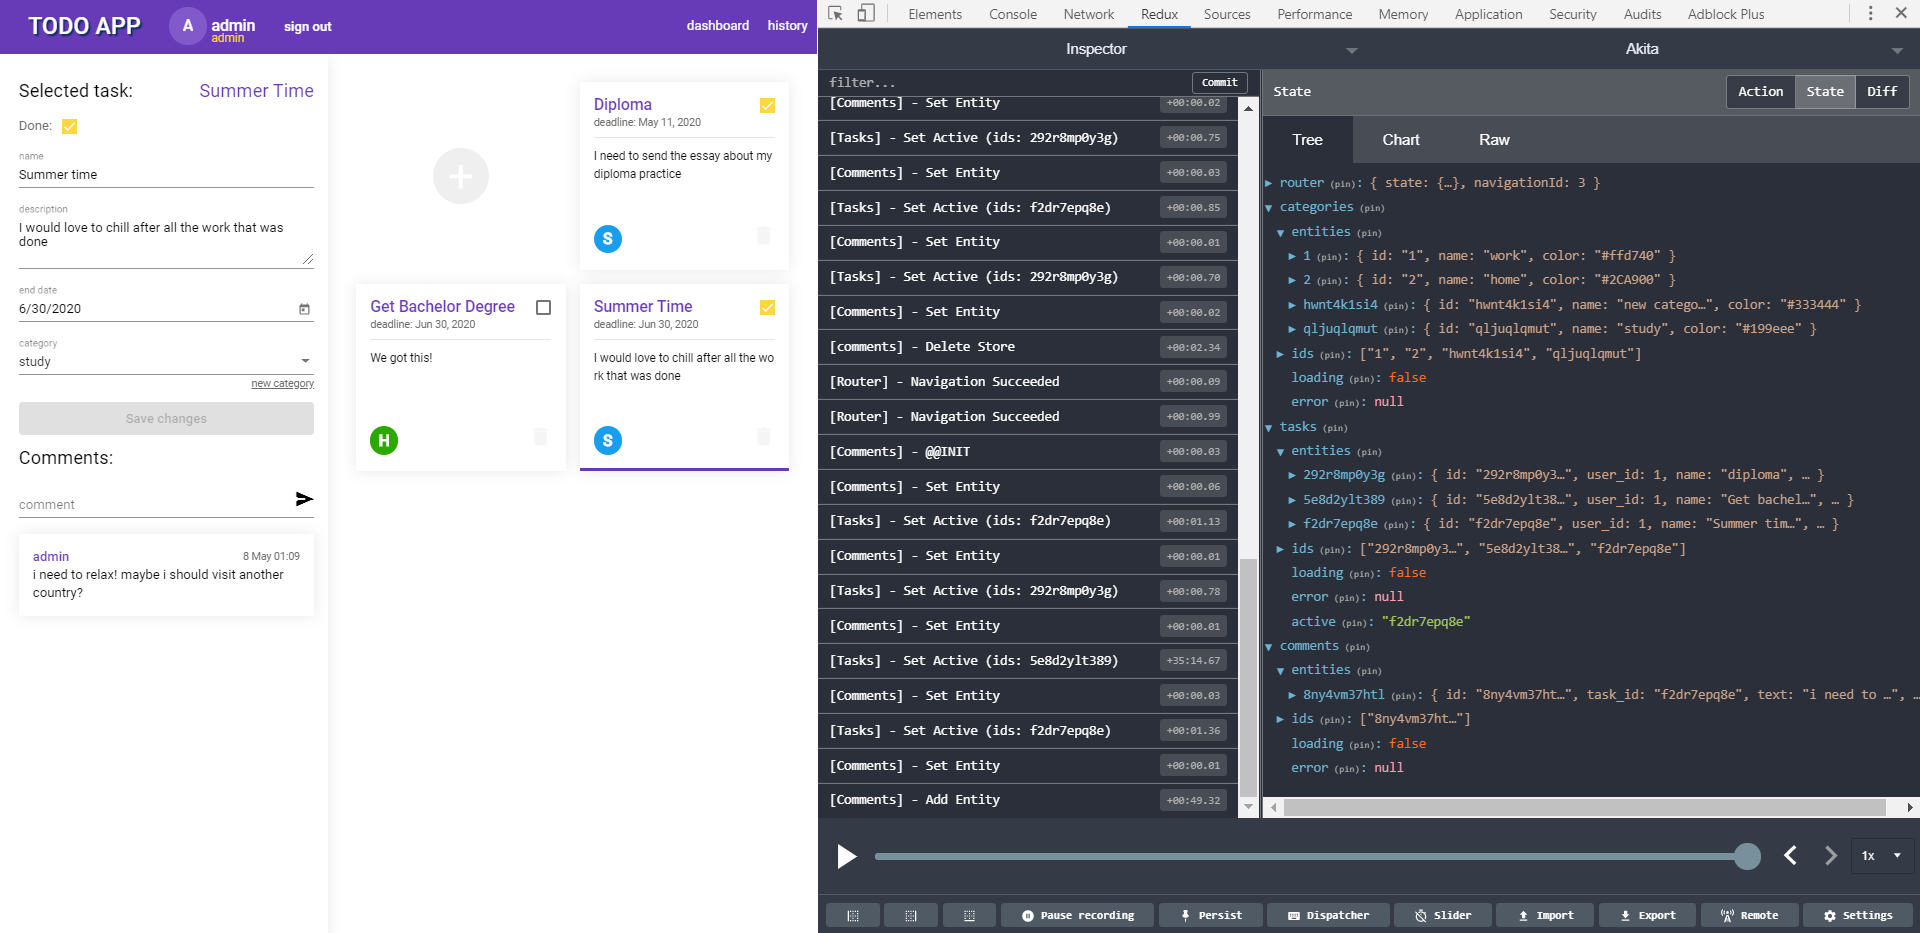 TODO APP
A
admin
admin
sign out
dashboard
history
Selected task:
Summer Time
Done:
name
Summer time
description
I would love to chill after all the work that was
done
end date
6/30/2020
category
study
new category
Save changes
Comments:
comment
admin
8 May 01:09
i need to relax! maybe i should visit another
country?
Diploma
deadline: May 11, 2020
I need to send the essay about my
diploma practice
S
Get Bachelor Degree
deadline: Jun 30, 2020
We got this!
H
Summer Time
deadline: Jun 30, 2020
I would love to chill after all the wo
rk that was done
S
Elements Console Network Redux Sources Performance Memory Application Security Audits Adblock Plus
Inspector
Akita
filter...
Commit
[Comments] - Set Entity +00:00.02
[Tasks] - Set Active (ids: 292r8mp0y3g) +00:00.75
[Comments] - Set Entity +00:00.03
[Tasks] - Set Active (ids: f2dr7epq8e) +00:00.85
[Comments] - Set Entity +00:00.01
[Tasks] - Set Active (ids: 292r8mp0y3g) +00:00.70
[Comments] - Set Entity +00:00.02
[comments] - Delete Store +00:02.34
[Router] - Navigation Succeeded +00:00.09
[Router] - Navigation Succeeded +00:00.99
[Comments] - @@INIT +00:00.03
[Comments] - Set Entity +00:00.06
[Tasks] - Set Active (ids: f2dr7epq8e) +00:01.13
[Comments] - Set Entity +00:00.01
[Tasks] - Set Active (ids: 292r8mp0y3g) +00:00.78
[Comments] - Set Entity +00:00.01
[Tasks] - Set Active (ids: 5e8d2ylt389) +35:14.67
[Comments] - Set Entity +00:00.03
[Tasks] - Set Active (ids: f2dr7epq8e) +00:01.36
[Comments] - Set Entity +00:00.01
[Comments] - Add Entity +00:49.32
State
Action State Diff
Tree Chart Raw
router (pin): { state: {…}, navigationId: 3 }
categories (pin)
entities (pin)
1 (pin): { id: "1", name: "work", color: "#ffd740" }
2 (pin): { id: "2", name: "home", color: "#2CA900" }
hwnt4k1si4 (pin): { id: "hwnt4k1si4", name: "new catego…", color: "#333444" }
qljuqlqmut (pin): { id: "qljuqlqmut", name: "study", color: "#199eee" }
ids (pin): ["1", "2", "hwnt4k1si4", "qljuqlqmut"]
loading (pin): false
error (pin): null
tasks (pin)
entities (pin)
292r8mp0y3g (pin): { id: "292r8mp0y3…", user_id: 1, name: "diploma", … }
5e8d2ylt389 (pin): { id: "5e8d2ylt38…", user_id: 1, name: "Get bachel…", … }
f2dr7epq8e (pin): { id: "f2dr7epq8e", user_id: 1, name: "Summer tim…", … }
ids (pin): ["292r8mp0y3…", "5e8d2ylt38…", "f2dr7epq8e"]
loading (pin): false
error (pin): null
active (pin): "f2dr7epq8e"
comments (pin)
entities (pin)
8ny4vm37htl (pin): { id: "8ny4vm37ht…", task_id: "f2dr7epq8e", text: "i need to …", …
ids (pin): ["8ny4vm37ht…"]
loading (pin): false
error (pin): null
1x
Pause recording Persist Dispatcher Slider Import Export Remote Settings